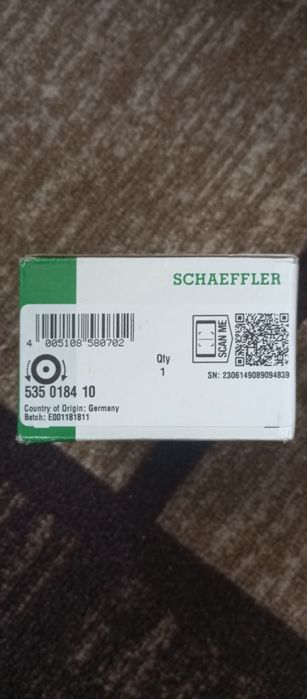 SCHAEFFLER
4 005108 580702
Qty
1
SCAN ME
SN: 2306149089094839
535 0184 10
Country of Origin: Germany
Batch: E001181811